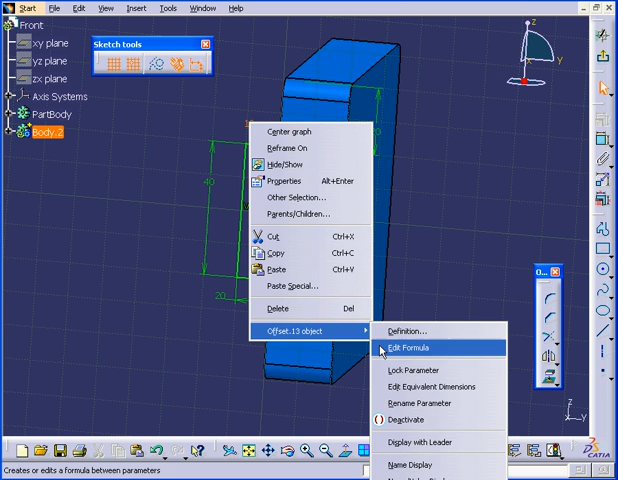 Start File Edit View Insert Tools Window Help
Front
xy plane
yz plane
zx plane
Axis Systems
PartBody
Body.2
Sketch tools
z
y
x
40
20
Center graph
Reframe On
Hide/Show
Properties Alt+Enter
Other Selection...
Parents/Children...
Cut Ctrl+X
Copy Ctrl+C
Paste Ctrl+V
Paste Special...
Delete Del
Offset.13 object
Definition...
Edit Formula
Lock Parameter
Edit Equivalent Dimensions
Rename Parameter
Deactivate
Display with Leader
Name Display
O...
z
x
CATIA
Creates or edits a formula between parameters